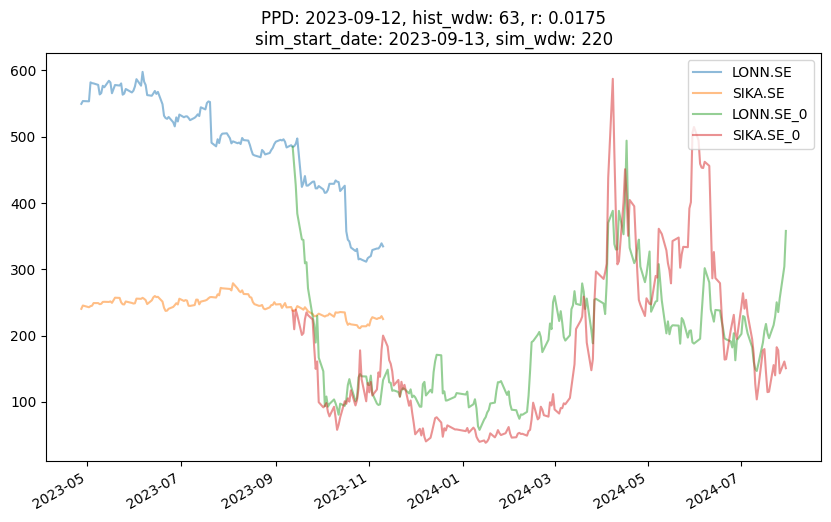 PPD: 2023-09-12, hist_wdw: 63, r: 0.0175
sim_start_date: 2023-09-13, sim_wdw: 220
LONN.SE
SIKA.SE
LONN.SE_0
SIKA.SE_0
600
500
400
300
200
100
2023-05
2023-07
2023-09
2023-11
2024-01
2024-03
2024-05
2024-07